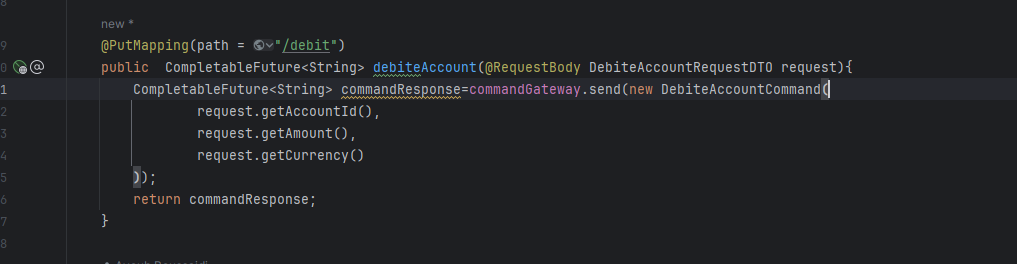 8
new *
9 @PutMapping(path = "/debit")
0 public CompletableFuture<String> debiteAccount(@RequestBody DebiteAccountRequestDTO request){
1 CompletableFuture<String> commandResponse=commandGateway.send(new DebiteAccountCommand(
2 request.getAccountId(),
3 request.getAmount(),
4 request.getCurrency()
5 ));
6 return commandResponse;
7 }
8